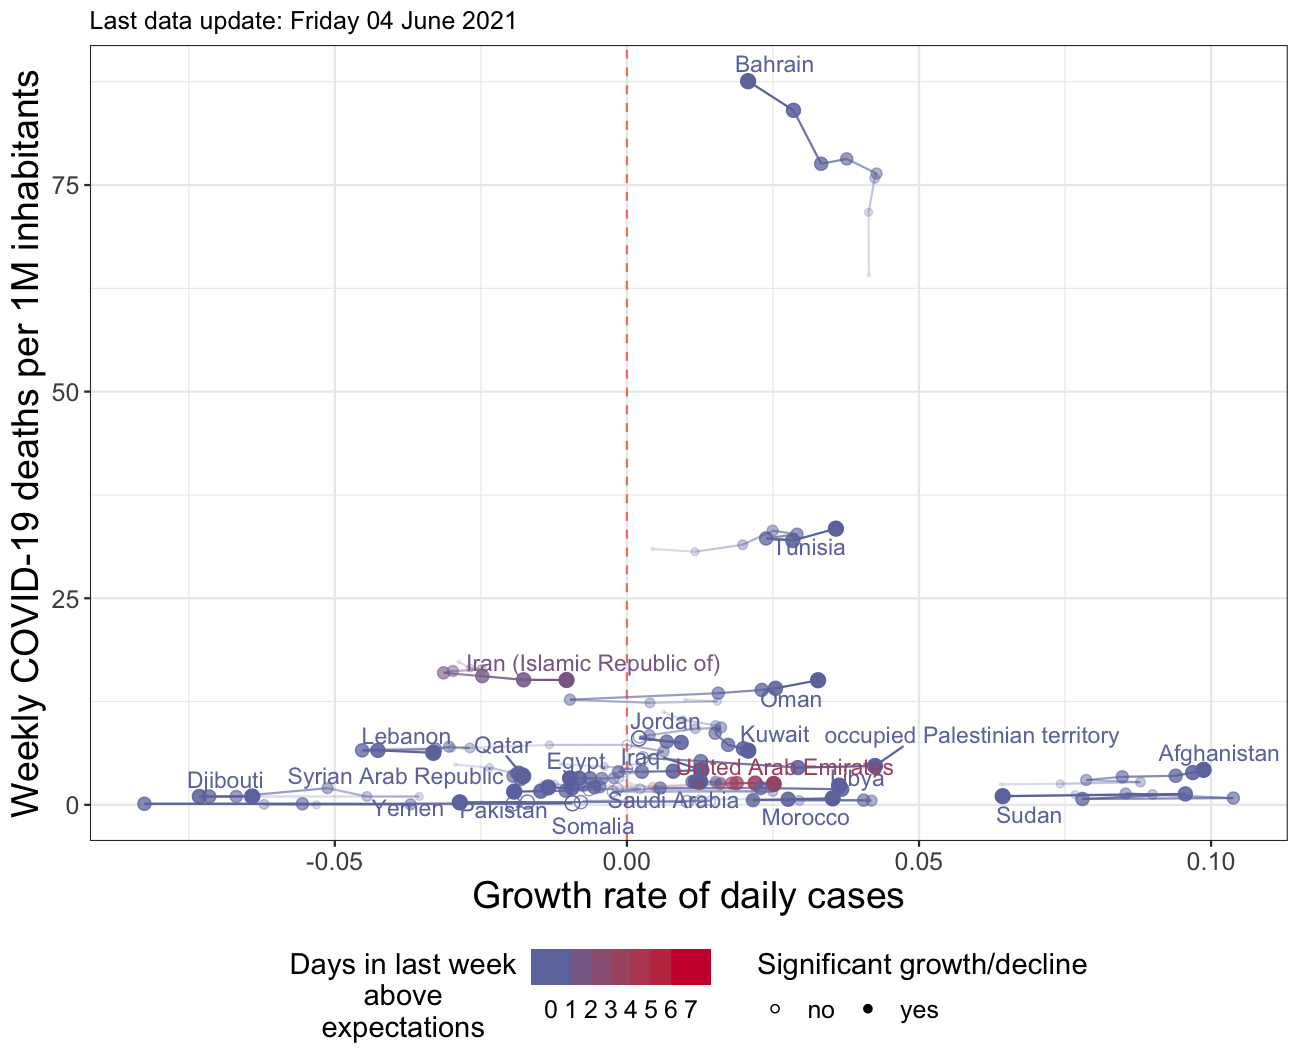 Last data update: Friday 04 June 2021
Weekly COVID-19 deaths per 1M inhabitants
75
50
25
0
Bahrain
Tunisia
Iran (Islamic Republic of)
Oman
Jordan
Lebanon
Qatar
Kuwait
occupied Palestinian territory
Afghanistan
Egypt
Iraq
United Arab Emirates
Djibouti
Syrian Arab Republic
Saudi Arabia
Yemen
Pakistan
Morocco
Sudan
Somalia
-0.05
0.00
0.05
0.10
Growth rate of daily cases
Days in last week
above
expectations
0 1 2 3 4 5 6 7
Significant growth/decline
no
yes